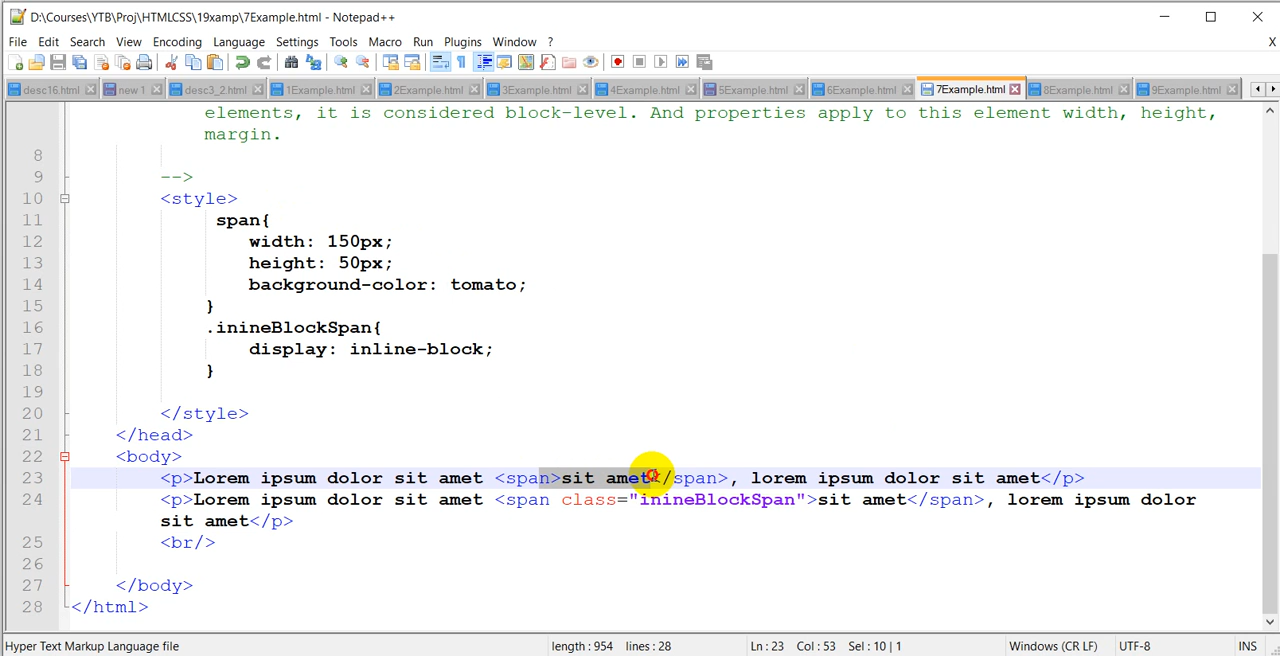 D:\Courses\YTB\Proj\HTMLCSS\19xamp\7Example.html - Notepad++
File Edit Search View Encoding Language Settings Tools Macro Run Plugins Window ? X
desc16.html new 1 desc3_2.html 1Example.html 2Example.html 3Example.html 4Example.html 5Example.html 6Example.html 7Example.html 8Example.html 9Example.html
elements, it is considered block-level. And properties apply to this element width, height,
margin.
8
9 -->
10 <style>
11 span{
12 width: 150px;
13 height: 50px;
14 background-color: tomato;
15 }
16 .inineBlockSpan{
17 display: inline-block;
18 }
19
20 </style>
21 </head>
22 <body>
23 <p>Lorem ipsum dolor sit amet <span>sit amet</span>, lorem ipsum dolor sit amet</p>
24 <p>Lorem ipsum dolor sit amet <span class="inineBlockSpan">sit amet</span>, lorem ipsum dolor
sit amet</p>
25 <br/>
26
27 </body>
28 </html>
Hyper Text Markup Language file length : 954 lines : 28 Ln : 23 Col : 53 Sel : 10 | 1 Windows (CR LF) UTF-8 INS